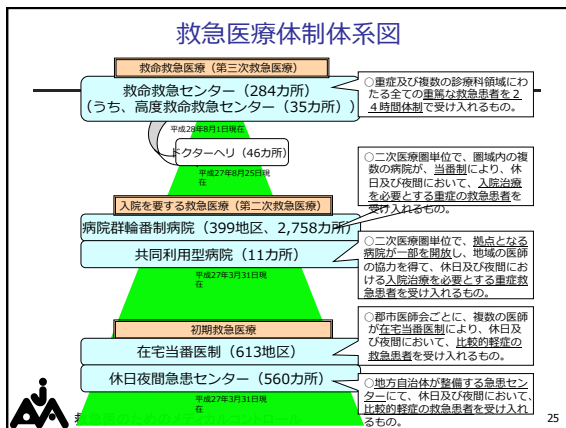 救急医療体制体系図
救命救急医療（第三次救急医療）
救命救急センター（284カ所）
（うち、高度救命救急センター（35カ所））
平成28年8月1日現在
ドクターヘリ（46カ所）
平成27年8月25日現
在
○重症及び複数の診療科領域にわ
たる全ての重篤な救急患者を２
４時間体制で受け入れるもの。
入院を要する救急医療（第二次救急医療）
病院群輪番制病院（399地区、2,758カ所）
共同利用型病院（11カ所）
平成27年3月31日現
在
○二次医療圏単位で、圏域内の複
数の病院が、当番制により、休
日及び夜間において、入院治療
を必要とする重症の救急患者を
受け入れるもの。
○二次医療圏単位で、拠点となる
病院が一部を開放し、地域の医師
の協力を得て、休日及び夜間にお
ける入院治療を必要とする重症救
急患者を受け入れるもの。
初期救急医療
在宅当番医制（613地区）
休日夜間急患センター（560カ所）
平成27年3月31日現
在
○郡市医師会ごとに、複数の医師
が在宅当番医制により、休日及
び夜間において、比較的軽症の
救急患者を受け入れるもの。
○地方自治体が整備する急患セン
ターにて、休日及び夜間において、
比較的軽症の救急患者を受け入れ
るもの。
救急医のためのメディカルコントロール
25